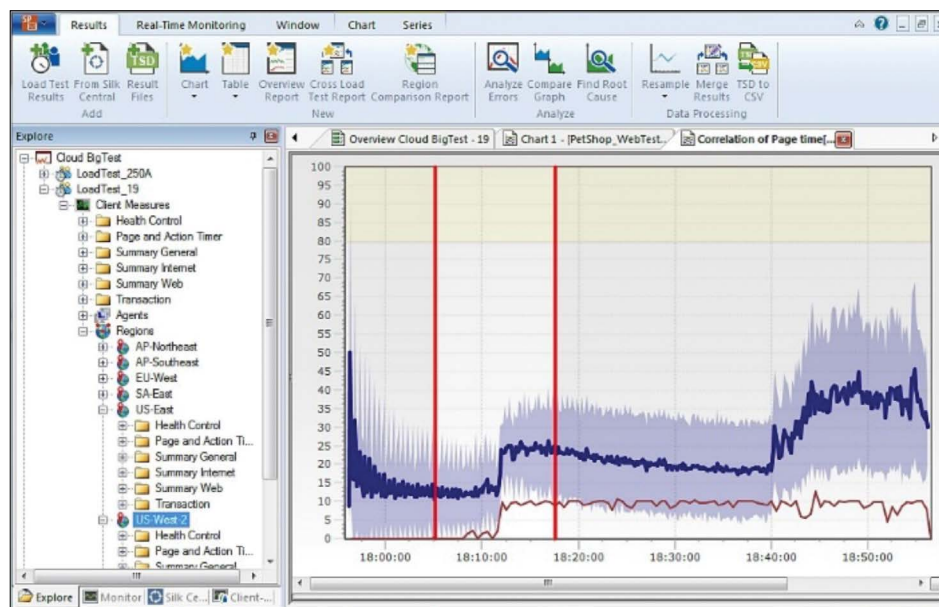 SP
Results Real-Time Monitoring Window Chart Series
Load Test Results
From Silk Central
Result Files
Chart
Table
Overview Report
Cross Load Test Report
Region Comparison Report
Analyze Errors
Compare Graph
Find Root Cause
Resample
Merge Results
TSD to CSV
Add New Analyze Data Processing
Explore
Overview Cloud BigTest - 19 Chart 1 - [PetShop_WebTest... Correlation of Page time[...
Cloud BigTest
LoadTest_250A
LoadTest_19
Client Measures
Health Control
Page and Action Timer
Summary General
Summary Internet
Summary Web
Transaction
Agents
Regions
AP-Northeast
AP-Southeast
EU-West
SA-East
US-East
Health Control
Page and Action Ti...
Summary General
Summary Internet
Summary Web
Transaction
US-West-2
Health Control
Page and Action Ti...
Summary General
Explore Monitor Silk Ce... Client-...
100
95
90
85
80
75
70
65
60
55
50
45
40
35
30
25
20
15
10
5
0
18:00:00 18:10:00 18:20:00 18:30:00 18:40:00 18:50:00